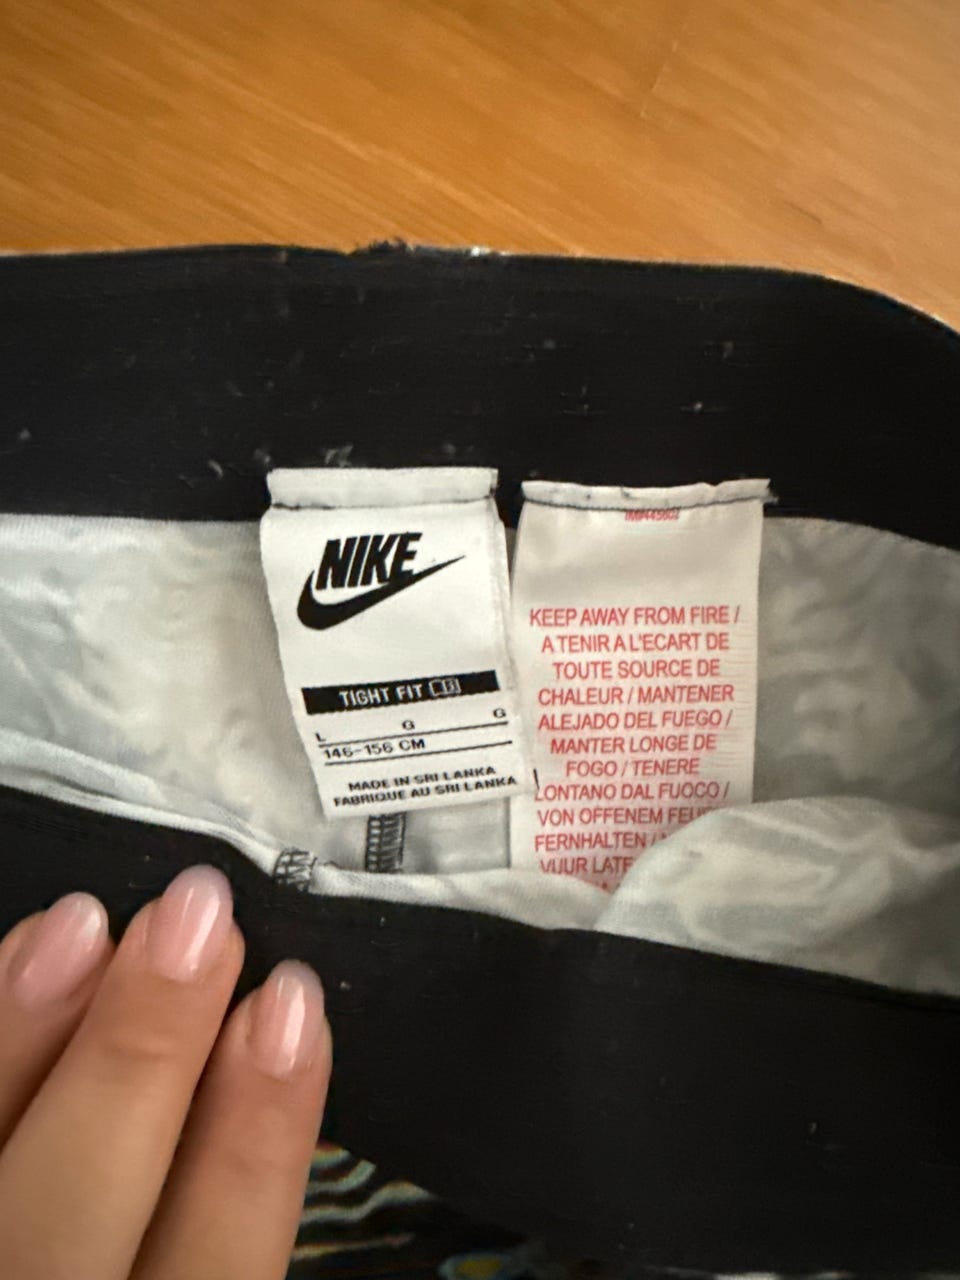 NIKE
TIGHT FIT
L G G
146-156 CM
MADE IN SRI LANKA
FABRIQUE AU SRI LANKA
KEEP AWAY FROM FIRE /
A TENIR A L'ECART DE
TOUTE SOURCE DE
CHALEUR / MANTENER
ALEJADO DEL FUEGO /
MANTER LONGE DE
FOGO / TENERE
LONTANO DAL FUOCO /
VON OFFENEM
FERNHALTEN /
VUUR